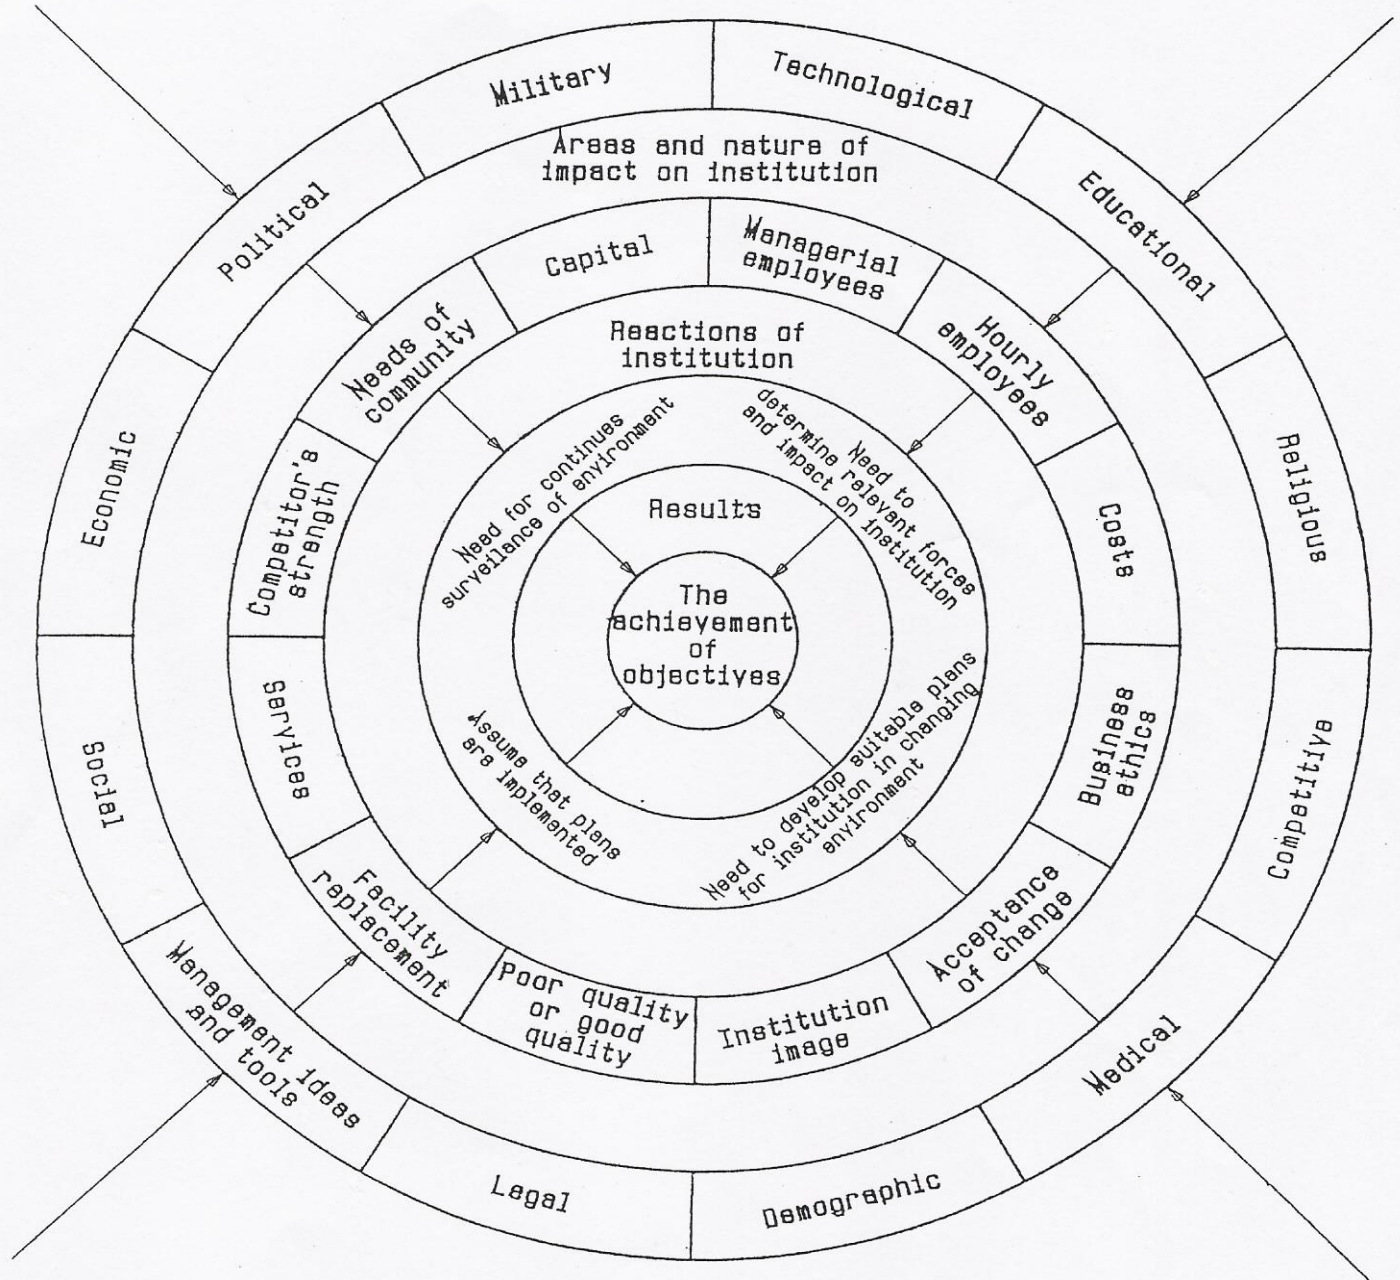 Military
Technological
Educational
Religious
Competitive
Medical
Demographic
Legal
Management ideas
and tools
Social
Economic
Political
Areas and nature of
impact on institution
Capital
Managerial
employees
Hourly
employees
Costs
Business
ethics
Acceptance
of change
Institution
image
Poor quality
or good
quality
Facility
replacement
Services
Competitor's
strength
Needs of
community
Reactions of
institution
Need for continues
surveilance of environment
Need to
determine relevant forces
and impact on institution
Need to develop suitable plans
for institution in changing
environment
Assume that plans
are implemented
Results
The
achievement
of
objectives